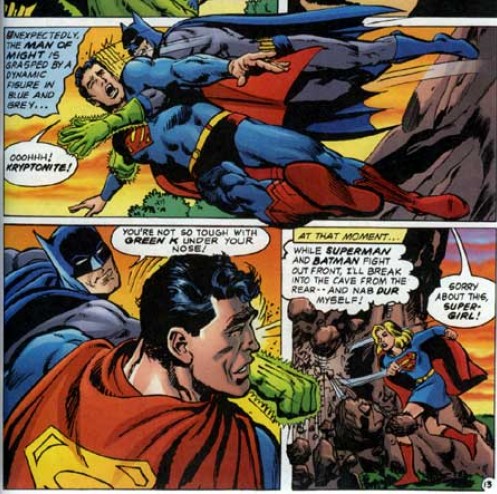 UNEXPECTEDLY,
THE MAN OF
MIGHT IS
GRASPED BY A
DYNAMIC
FIGURE IN
BLUE AND
GREY...
OOOHHH!
KRYPTONITE!
YOU'RE NOT SO TOUGH WITH
GREEN K UNDER YOUR
NOSE!
AT THAT MOMENT...
WHILE SUPERMAN
AND BATMAN FIGHT
OUT FRONT, I'LL BREAK
INTO THE CAVE FROM THE
REAR--AND NAB DUR
MYSELF!
SORRY
ABOUT THIS,
SUPER-
GIRL!
13